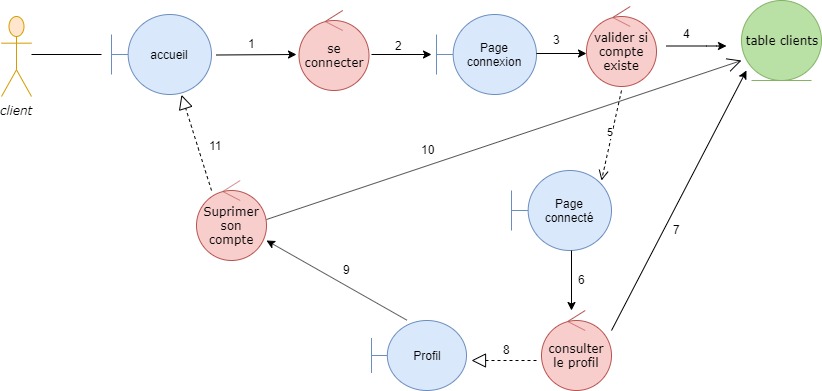 accueil
1
se
connecter
2
Page
connexion
3
valider si
compte
existe
4
table clients
client
5
10
11
Suprimer
son
compte
Page
connecté
7
6
9
Profil
8
consulter
le profil